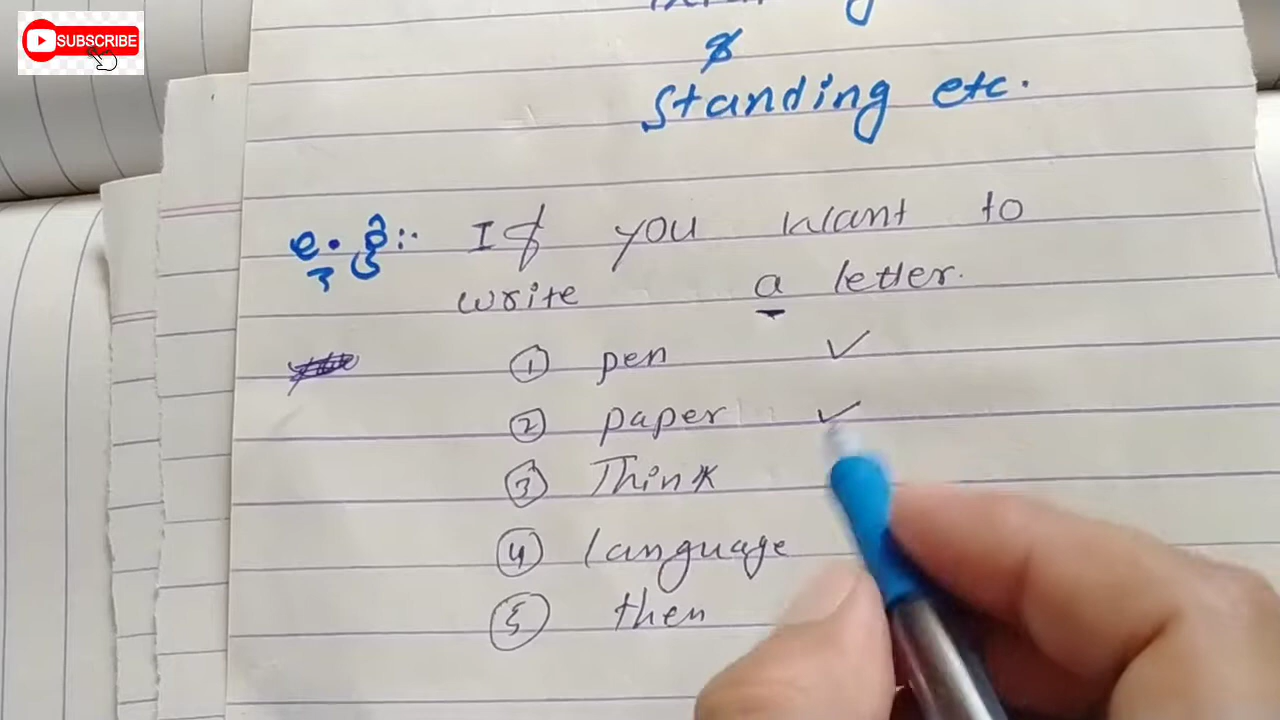 SUBSCRIBE
&
Standing etc.
e.g:- If you want to
write a letter.
① pen ✓
② paper ✓
③ Think
④ language
⑤ then